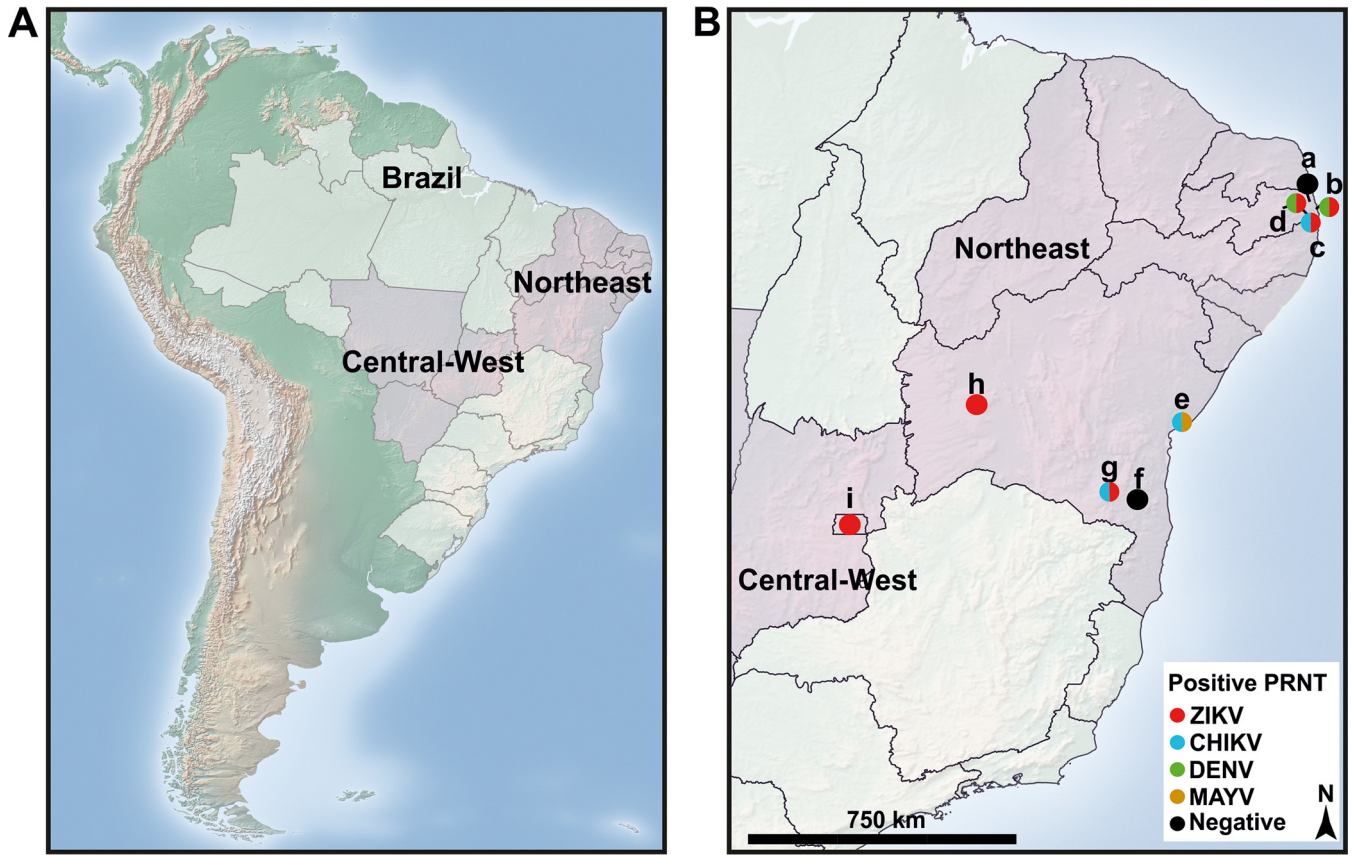 A
Brazil
Northeast
Central-West
B
a
b
d
c
Northeast
h
e
g
f
i
Central-West
Positive PRNT
ZIKV
CHIKV
DENV
MAYV
Negative
N
750 km